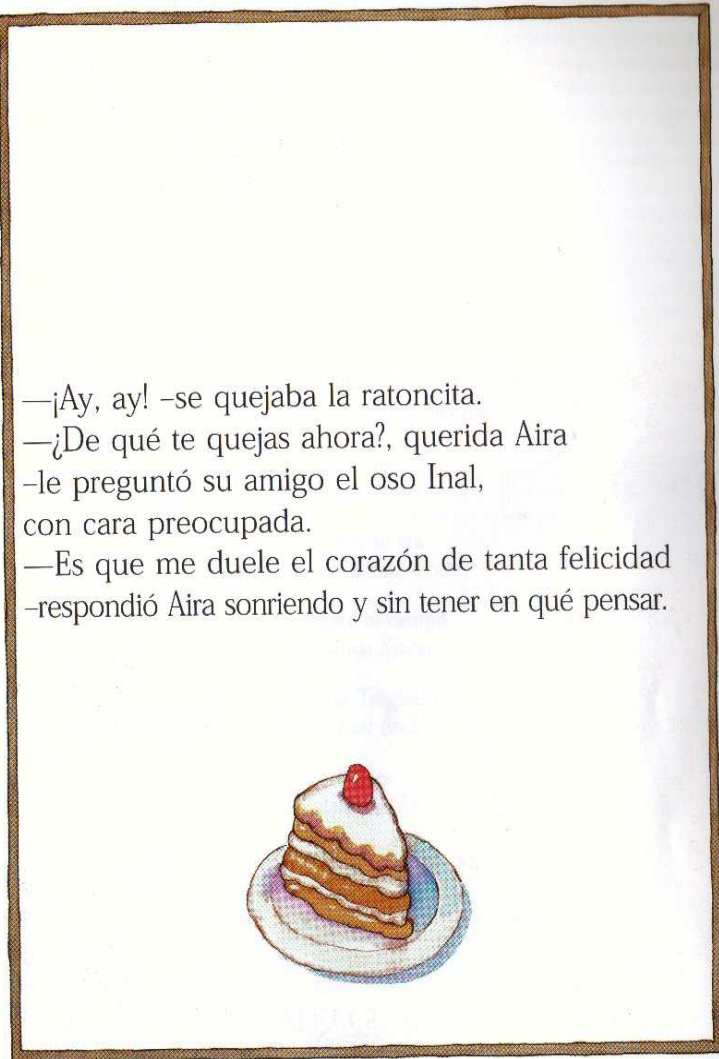 —¡Ay, ay! –se quejaba la ratoncita.
—¿De qué te quejas ahora?, querida Aira
–le preguntó su amigo el oso Inal,
con cara preocupada.
—Es que me duele el corazón de tanta felicidad
–respondió Aira sonriendo y sin tener en qué pensar.